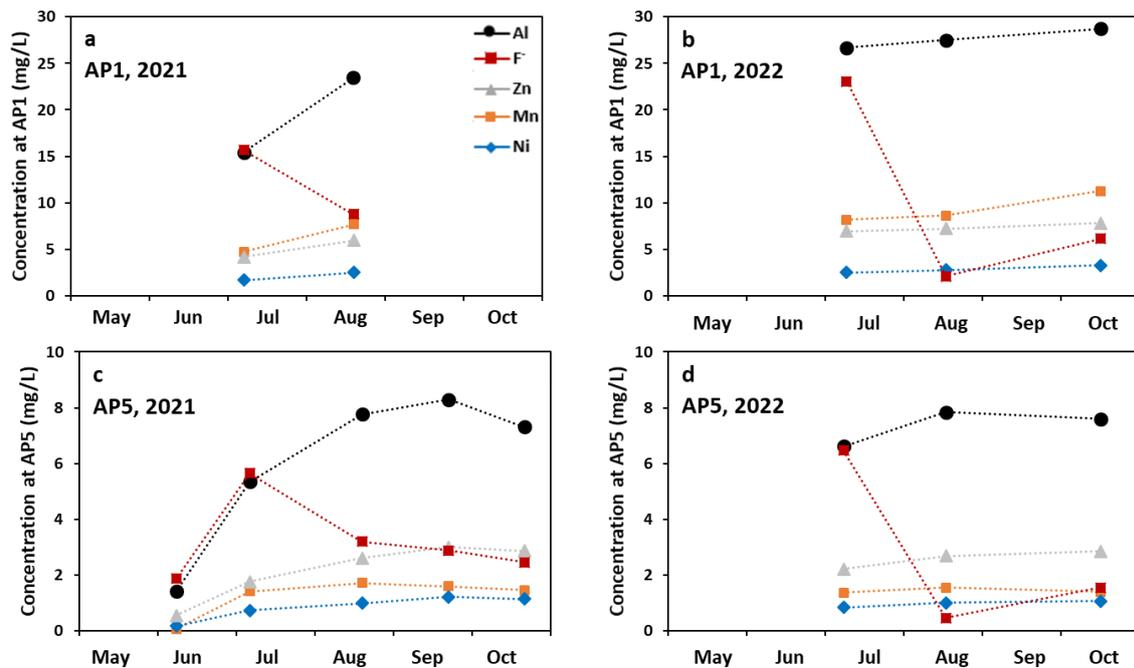 a
AP1, 2021
Al
F-
Zn
Mn
Ni
Concentration at AP1 (mg/L)
30
25
20
15
10
5
0
May Jun Jul Aug Sep Oct
b
AP1, 2022
Concentration at AP1 (mg/L)
30
25
20
15
10
5
0
May Jun Jul Aug Sep Oct
c
AP5, 2021
Concentration at AP5 (mg/L)
10
8
6
4
2
0
May Jun Jul Aug Sep Oct
d
AP5, 2022
Concentration at AP5 (mg/L)
10
8
6
4
2
0
May Jun Jul Aug Sep Oct